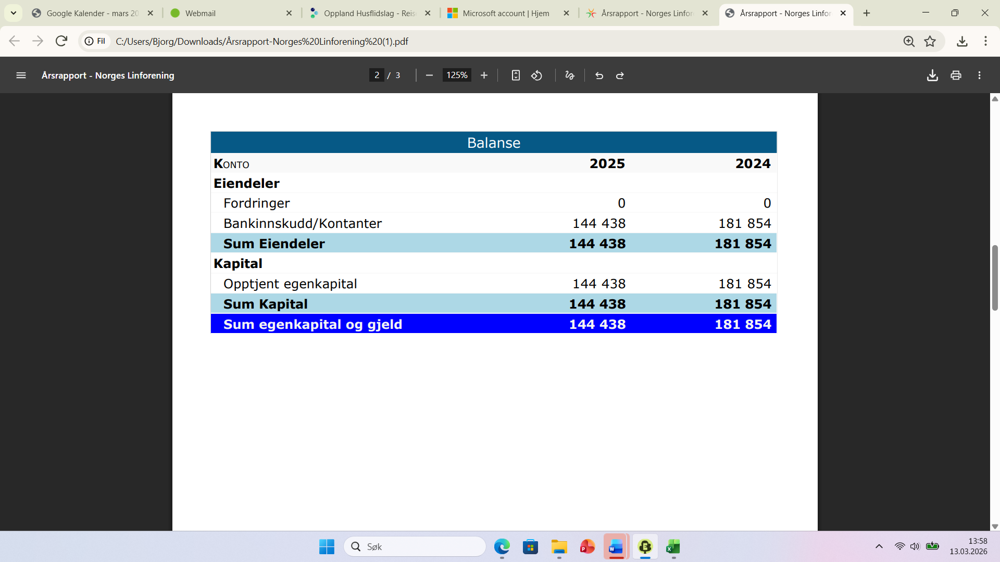 Google Kalender - mars 20
Webmail
Oppland Husflidslag - Reis
Microsoft account | Hjem
Årsrapport - Norges Linforen
Årsrapport - Norges Linforen
Fil
C:/Users/Bjorg/Downloads/Årsrapport-Norges%20Linforening%20(1).pdf
Årsrapport - Norges Linforening
2 / 3
125%
Balanse
KONTO 2025 2024
Eiendeler
Fordringer 0 0
Bankinnskudd/Kontanter 144 438 181 854
Sum Eiendeler 144 438 181 854
Kapital
Opptjent egenkapital 144 438 181 854
Sum Kapital 144 438 181 854
Sum egenkapital og gjeld 144 438 181 854
Søk
13:58
13.03.2026